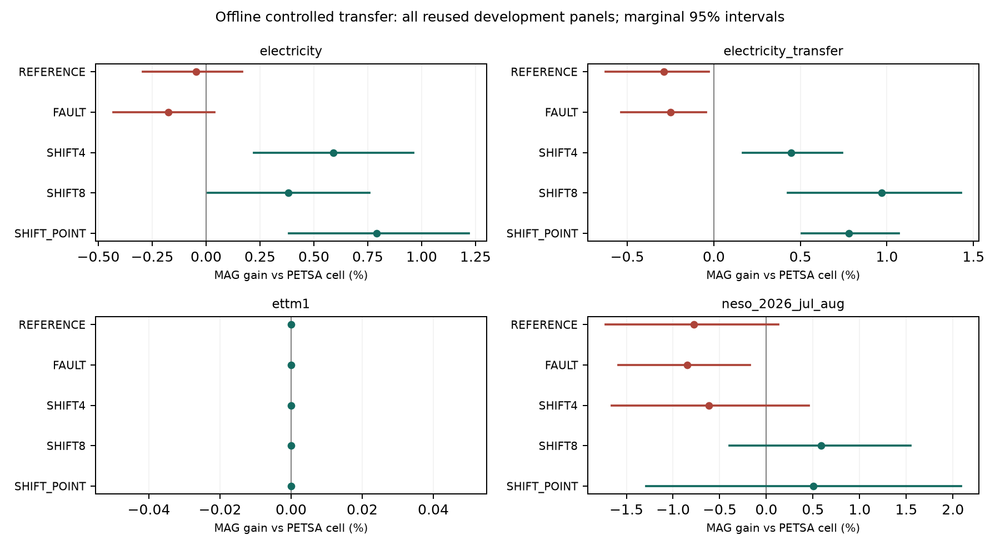 Offline controlled transfer: all reused development panels; marginal 95% intervals
electricity
REFERENCE
FAULT
SHIFT4
SHIFT8
SHIFT_POINT
−0.50 −0.25 0.00 0.25 0.50 0.75 1.00 1.25
MAG gain vs PETSA cell (%)
electricity_transfer
REFERENCE
FAULT
SHIFT4
SHIFT8
SHIFT_POINT
−0.5 0.0 0.5 1.0 1.5
MAG gain vs PETSA cell (%)
ettm1
REFERENCE
FAULT
SHIFT4
SHIFT8
SHIFT_POINT
−0.04 −0.02 0.00 0.02 0.04
MAG gain vs PETSA cell (%)
neso_2026_jul_aug
REFERENCE
FAULT
SHIFT4
SHIFT8
SHIFT_POINT
−1.5 −1.0 −0.5 0.0 0.5 1.0 1.5 2.0
MAG gain vs PETSA cell (%)